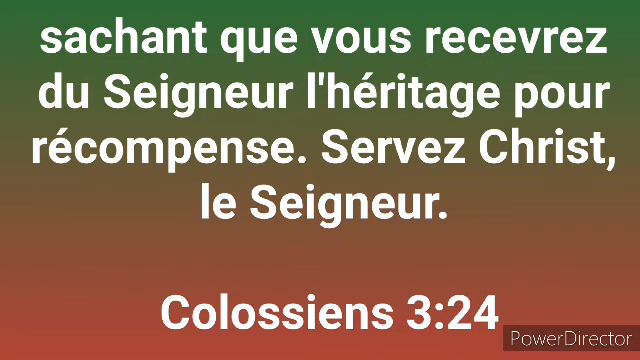 sachant que vous recevrez
du Seigneur l'héritage pour
récompense. Servez Christ,
le Seigneur.
Colossiens 3:24
PowerDirector